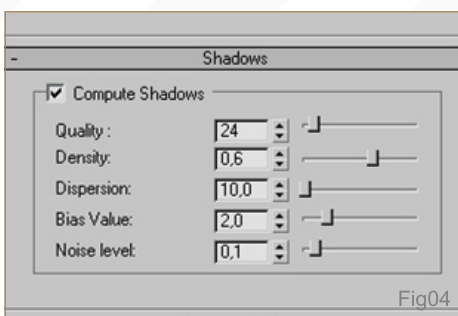 - Shadows
Compute Shadows
Quality : 24
Density: 0,6
Dispersion: 10,0
Bias Value: 2,0
Noise level: 0,1
Fig04